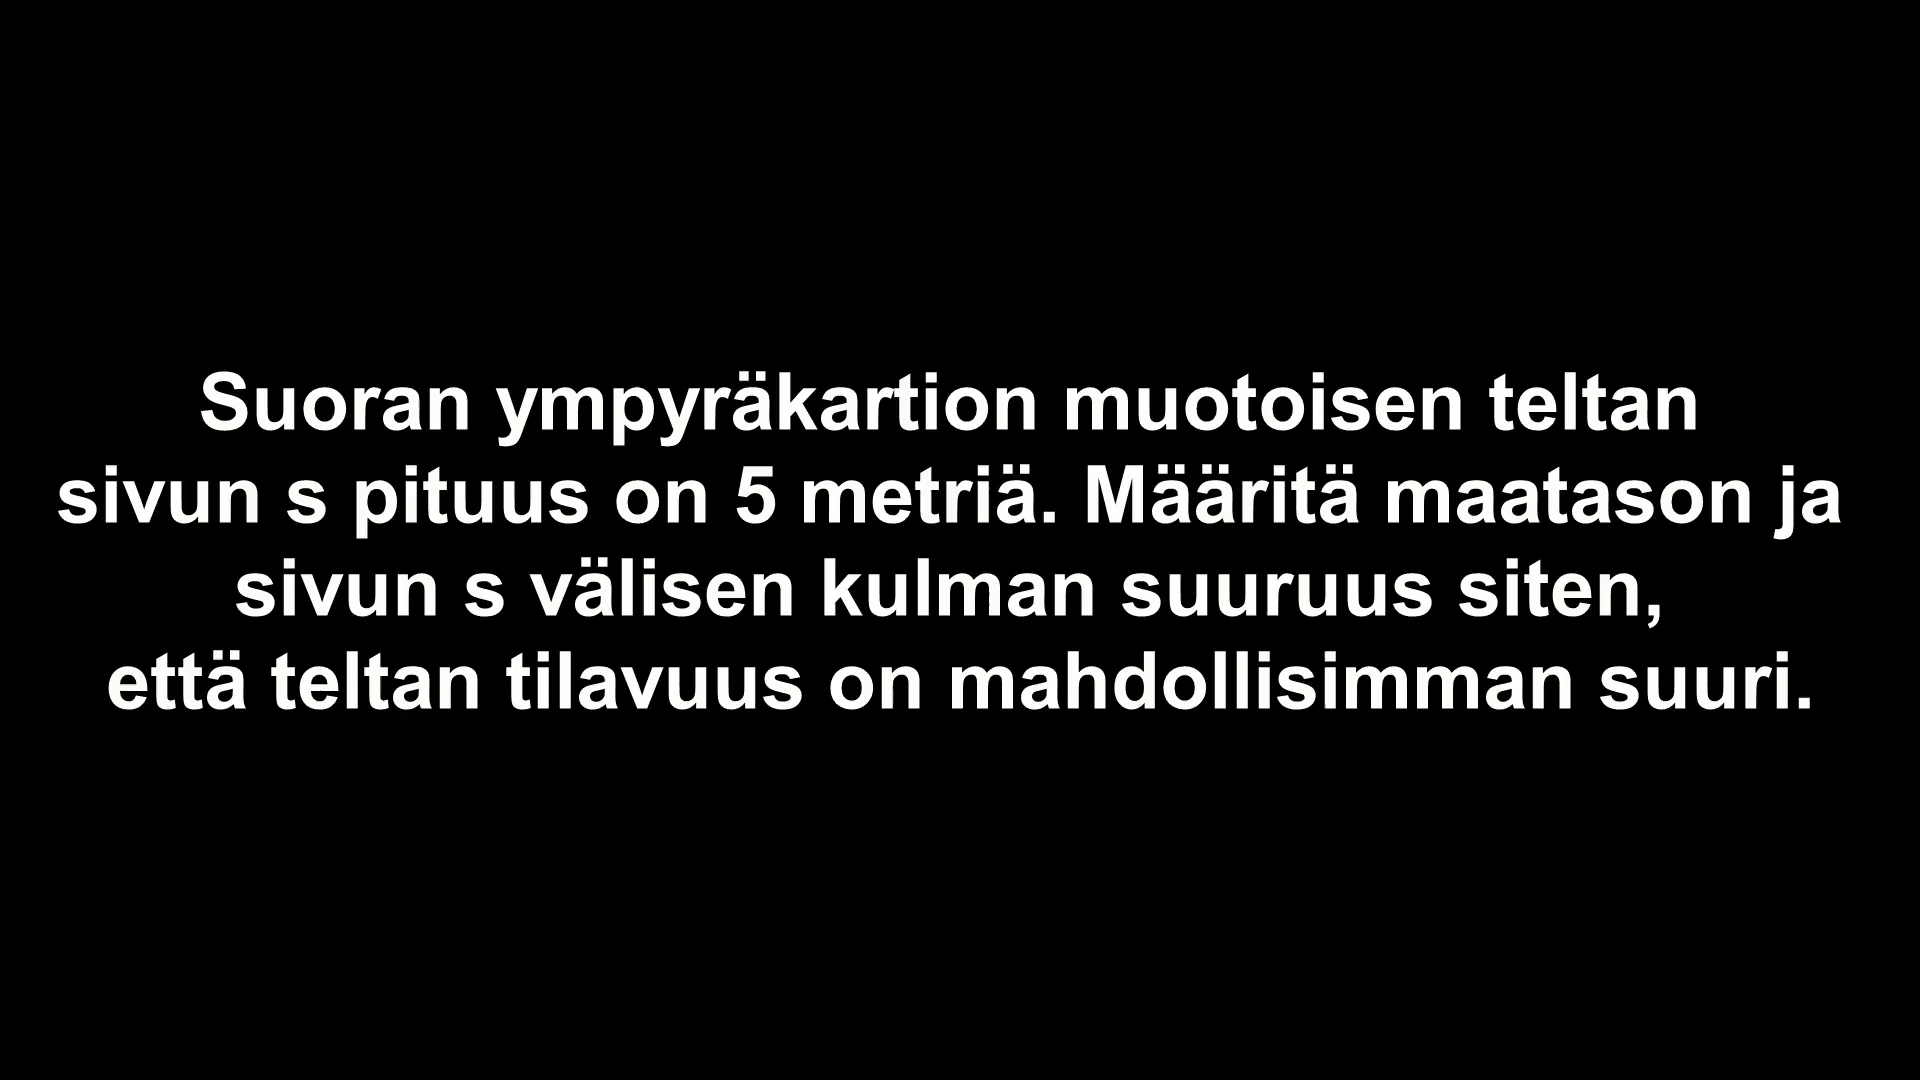 Suoran ympyräkartion muotoisen teltan
sivun s pituus on 5 metriä. Määritä maatason ja
sivun s välisen kulman suuruus siten,
että teltan tilavuus on mahdollisimman suuri.